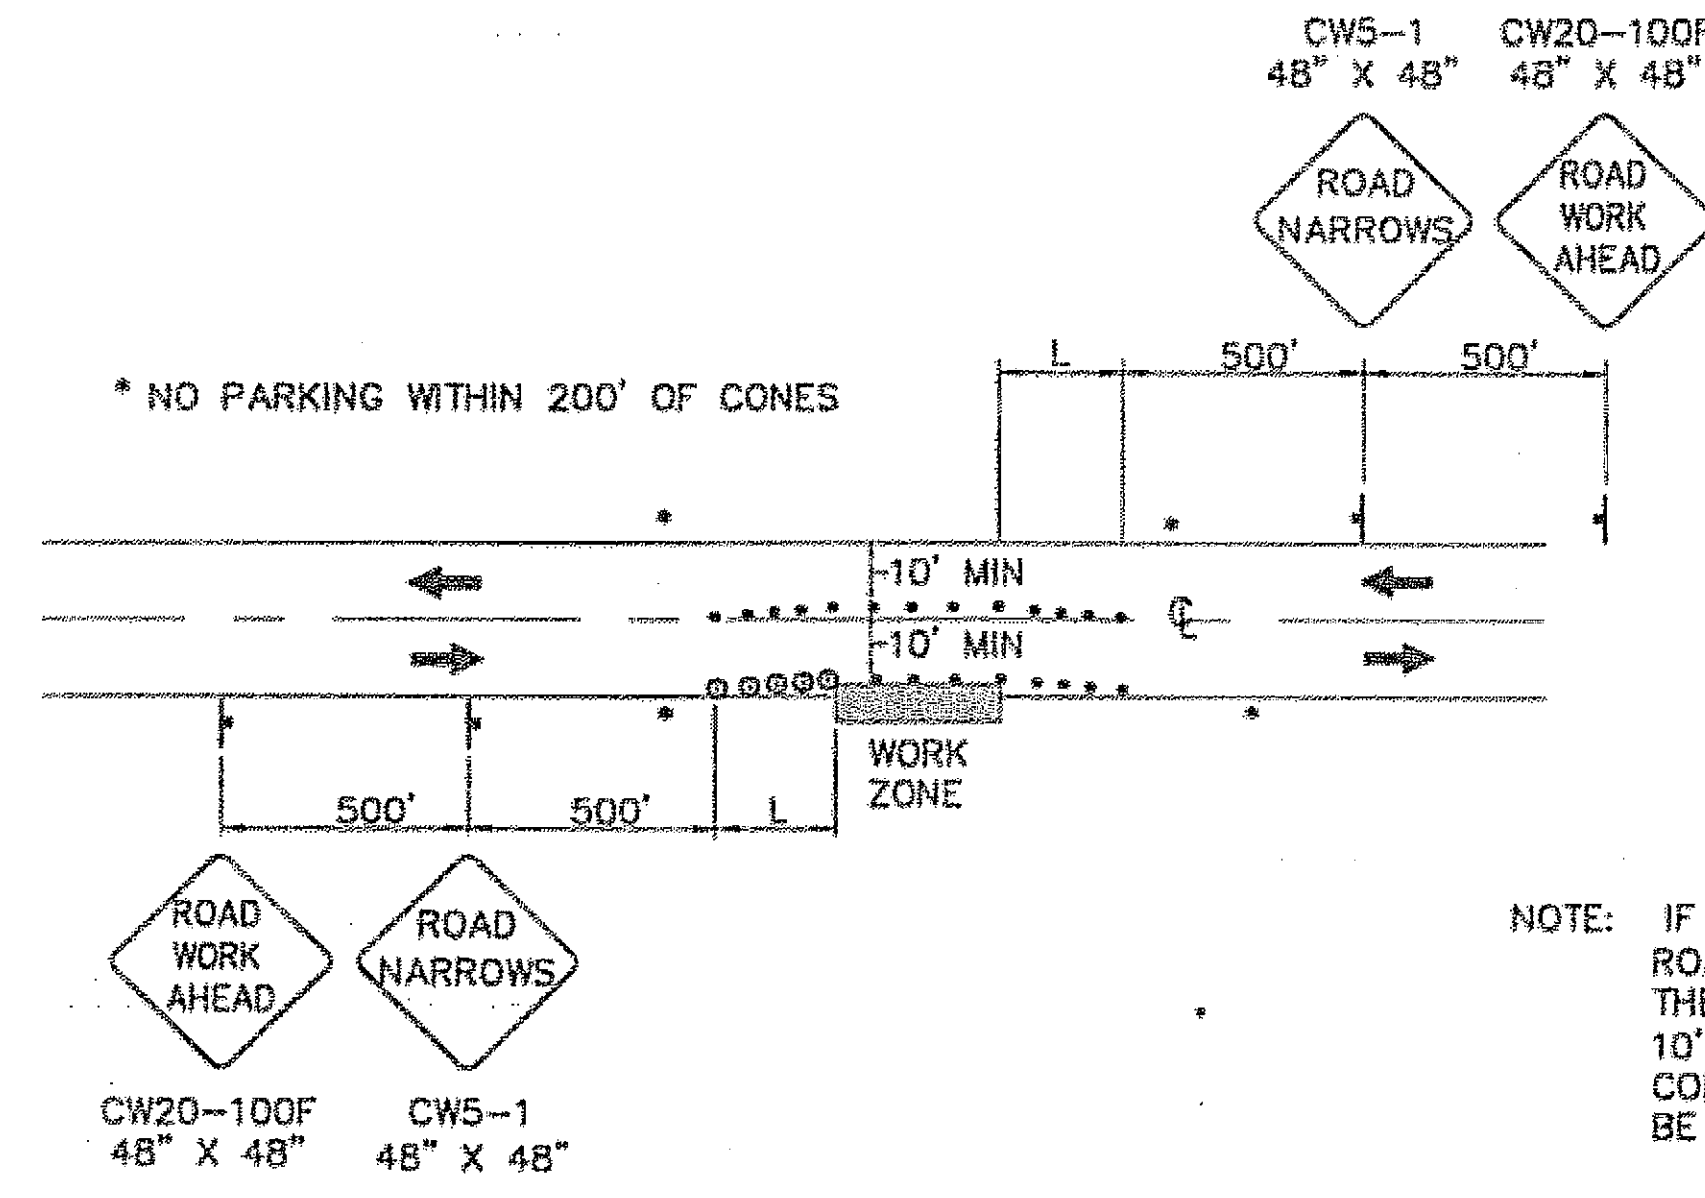 CW5-1 CW20-100F
48" X 48" 48" X 48"
ROAD
NARROWS
ROAD
WORK
AHEAD
L 500' 500'
* NO PARKING WITHIN 200' OF CONES
10' MIN
℄
10' MIN
WORK
ZONE
500' 500' L
ROAD
WORK
AHEAD
ROAD
NARROWS
CW20-100F CW5-1
48" X 48" 48" X 48"
NOTE: IF
10'
BE